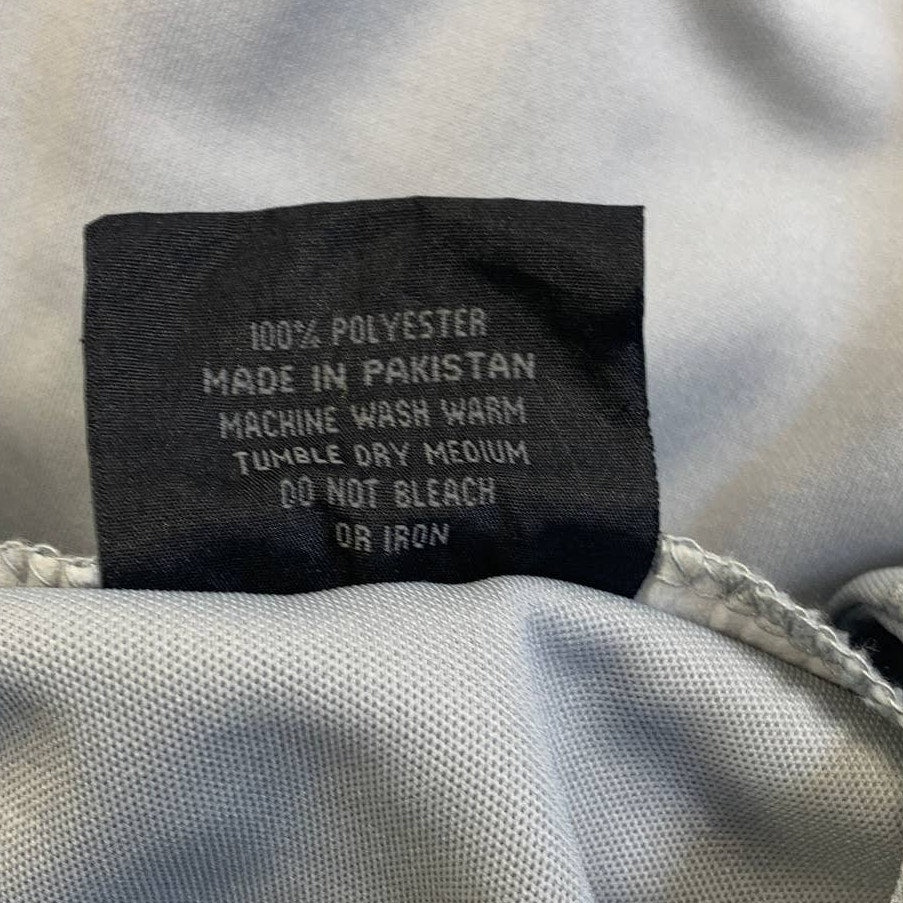 100% POLYESTER
MADE IN PAKISTAN
MACHINE WASH WARM
TUMBLE DRY MEDIUM
DO NOT BLEACH
OR IRON